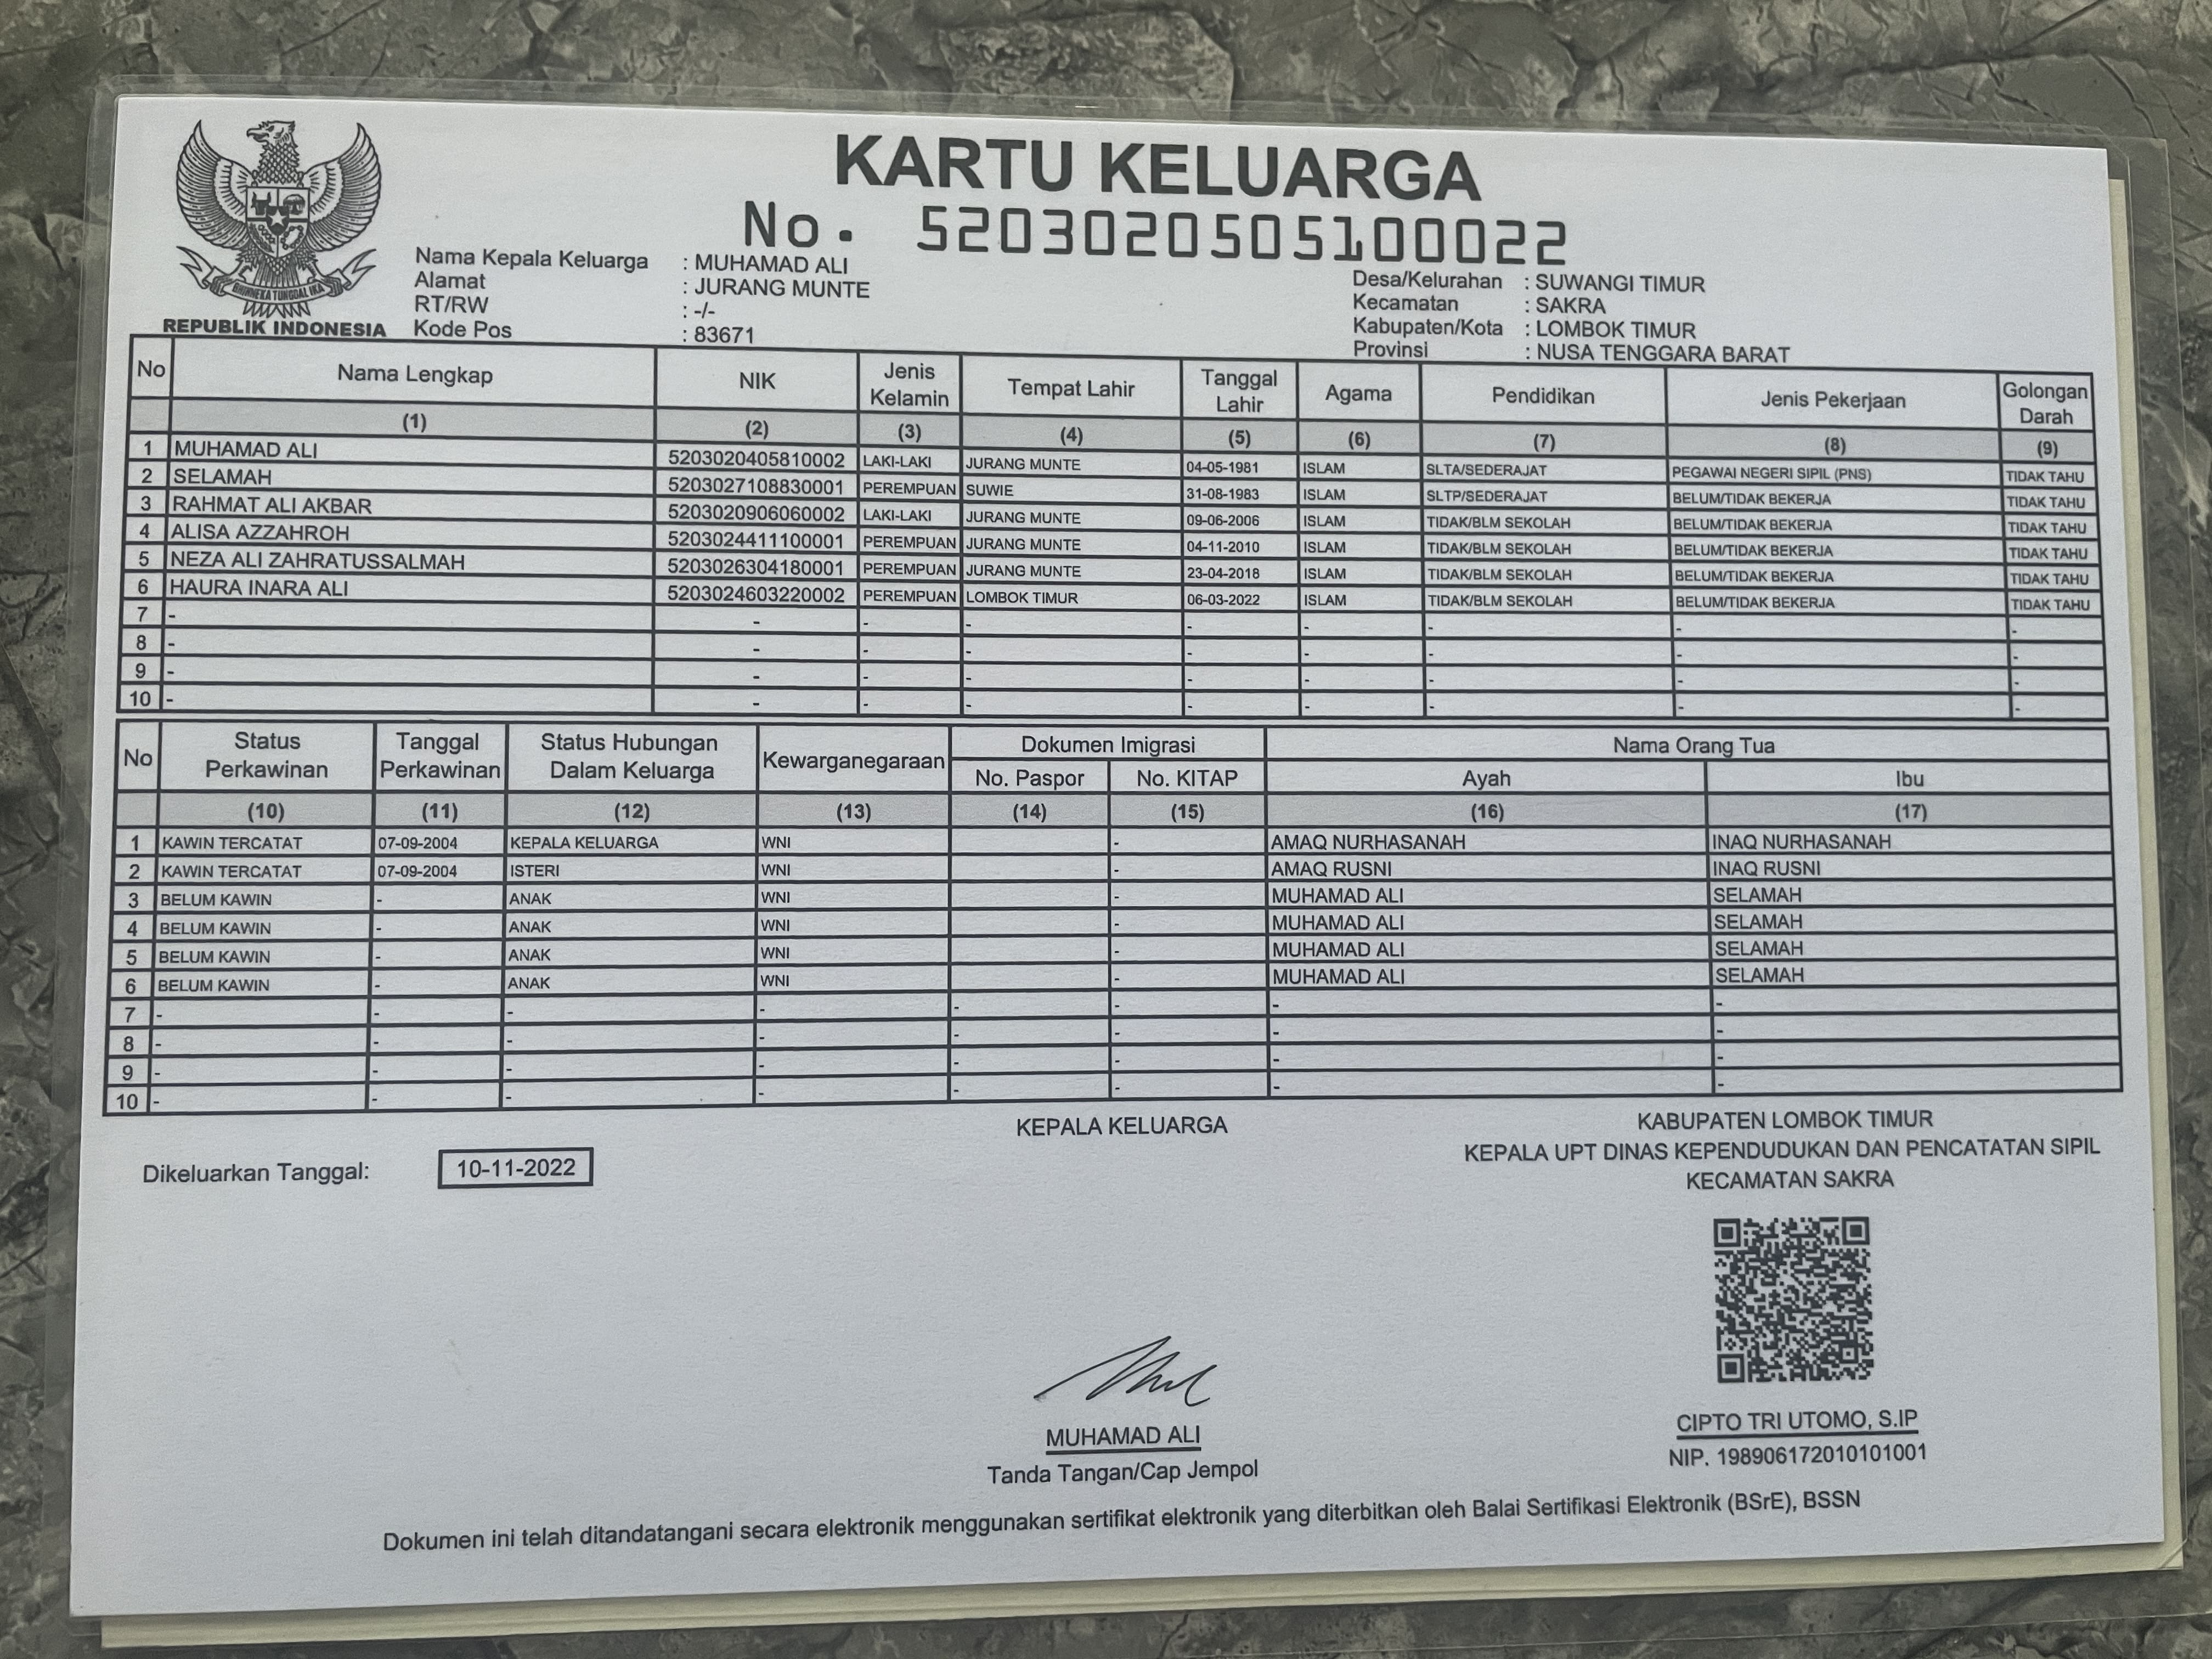 KARTU KELUARGA
No. 5203020505100022
BHINNEKA TUNGGAL IKA
REPUBLIK INDONESIA
Nama Kepala Keluarga : MUHAMAD ALI
Alamat : JURANG MUNTE
RT/RW : -/-
Kode Pos : 83671
Desa/Kelurahan : SUWANGI TIMUR
Kecamatan : SAKRA
Kabupaten/Kota : LOMBOK TIMUR
Provinsi : NUSA TENGGARA BARAT
No Nama Lengkap NIK Jenis Kelamin Tempat Lahir Tanggal Lahir Agama Pendidikan Jenis Pekerjaan Golongan Darah
(1) (2) (3) (4) (5) (6) (7) (8) (9)
1 MUHAMAD ALI 5203020405810002 LAKI-LAKI JURANG MUNTE 04-05-1981 ISLAM SLTA/SEDERAJAT PEGAWAI NEGERI SIPIL (PNS) TIDAK TAHU
2 SELAMAH 5203027108830001 PEREMPUAN SUWIE 31-08-1983 ISLAM SLTP/SEDERAJAT BELUM/TIDAK BEKERJA TIDAK TAHU
3 RAHMAT ALI AKBAR 5203020906060002 LAKI-LAKI JURANG MUNTE 09-06-2006 ISLAM TIDAK/BLM SEKOLAH BELUM/TIDAK BEKERJA TIDAK TAHU
4 ALISA AZZAHROH 5203024411100001 PEREMPUAN JURANG MUNTE 04-11-2010 ISLAM TIDAK/BLM SEKOLAH BELUM/TIDAK BEKERJA TIDAK TAHU
5 NEZA ALI ZAHRATUSSALMAH 5203026304180001 PEREMPUAN JURANG MUNTE 23-04-2018 ISLAM TIDAK/BLM SEKOLAH BELUM/TIDAK BEKERJA TIDAK TAHU
6 HAURA INARA ALI 5203024603220002 PEREMPUAN LOMBOK TIMUR 06-03-2022 ISLAM TIDAK/BLM SEKOLAH BELUM/TIDAK BEKERJA TIDAK TAHU
7 - - - - - - - - -
8 - - - - - - - - -
9 - - - - - - - - -
10 - - - - - - - - -
No Status Perkawinan Tanggal Perkawinan Status Hubungan Dalam Keluarga Kewarganegaraan Dokumen Imigrasi Nama Orang Tua
No. Paspor No. KITAP Ayah Ibu
(10) (11) (12) (13) (14) (15) (16) (17)
1 KAWIN TERCATAT 07-09-2004 KEPALA KELUARGA WNI - AMAQ NURHASANAH INAQ NURHASANAH
2 KAWIN TERCATAT 07-09-2004 ISTERI WNI - AMAQ RUSNI INAQ RUSNI
3 BELUM KAWIN - ANAK WNI - MUHAMAD ALI SELAMAH
4 BELUM KAWIN - ANAK WNI - MUHAMAD ALI SELAMAH
5 BELUM KAWIN - ANAK WNI - MUHAMAD ALI SELAMAH
6 BELUM KAWIN - ANAK WNI - MUHAMAD ALI SELAMAH
7 - - - - - - - -
8 - - - - - - - -
9 - - - - - - - -
10 - - - - - - - -
Dikeluarkan Tanggal: 10-11-2022
KEPALA KELUARGA
MUHAMAD ALI
Tanda Tangan/Cap Jempol
KABUPATEN LOMBOK TIMUR
KEPALA UPT DINAS KEPENDUDUKAN DAN PENCATATAN SIPIL
KECAMATAN SAKRA
CIPTO TRI UTOMO, S.IP
NIP. 198906172010101001
Dokumen ini telah ditandatangani secara elektronik menggunakan sertifikat elektronik yang diterbitkan oleh Balai Sertifikasi Elektronik (BSrE), BSSN